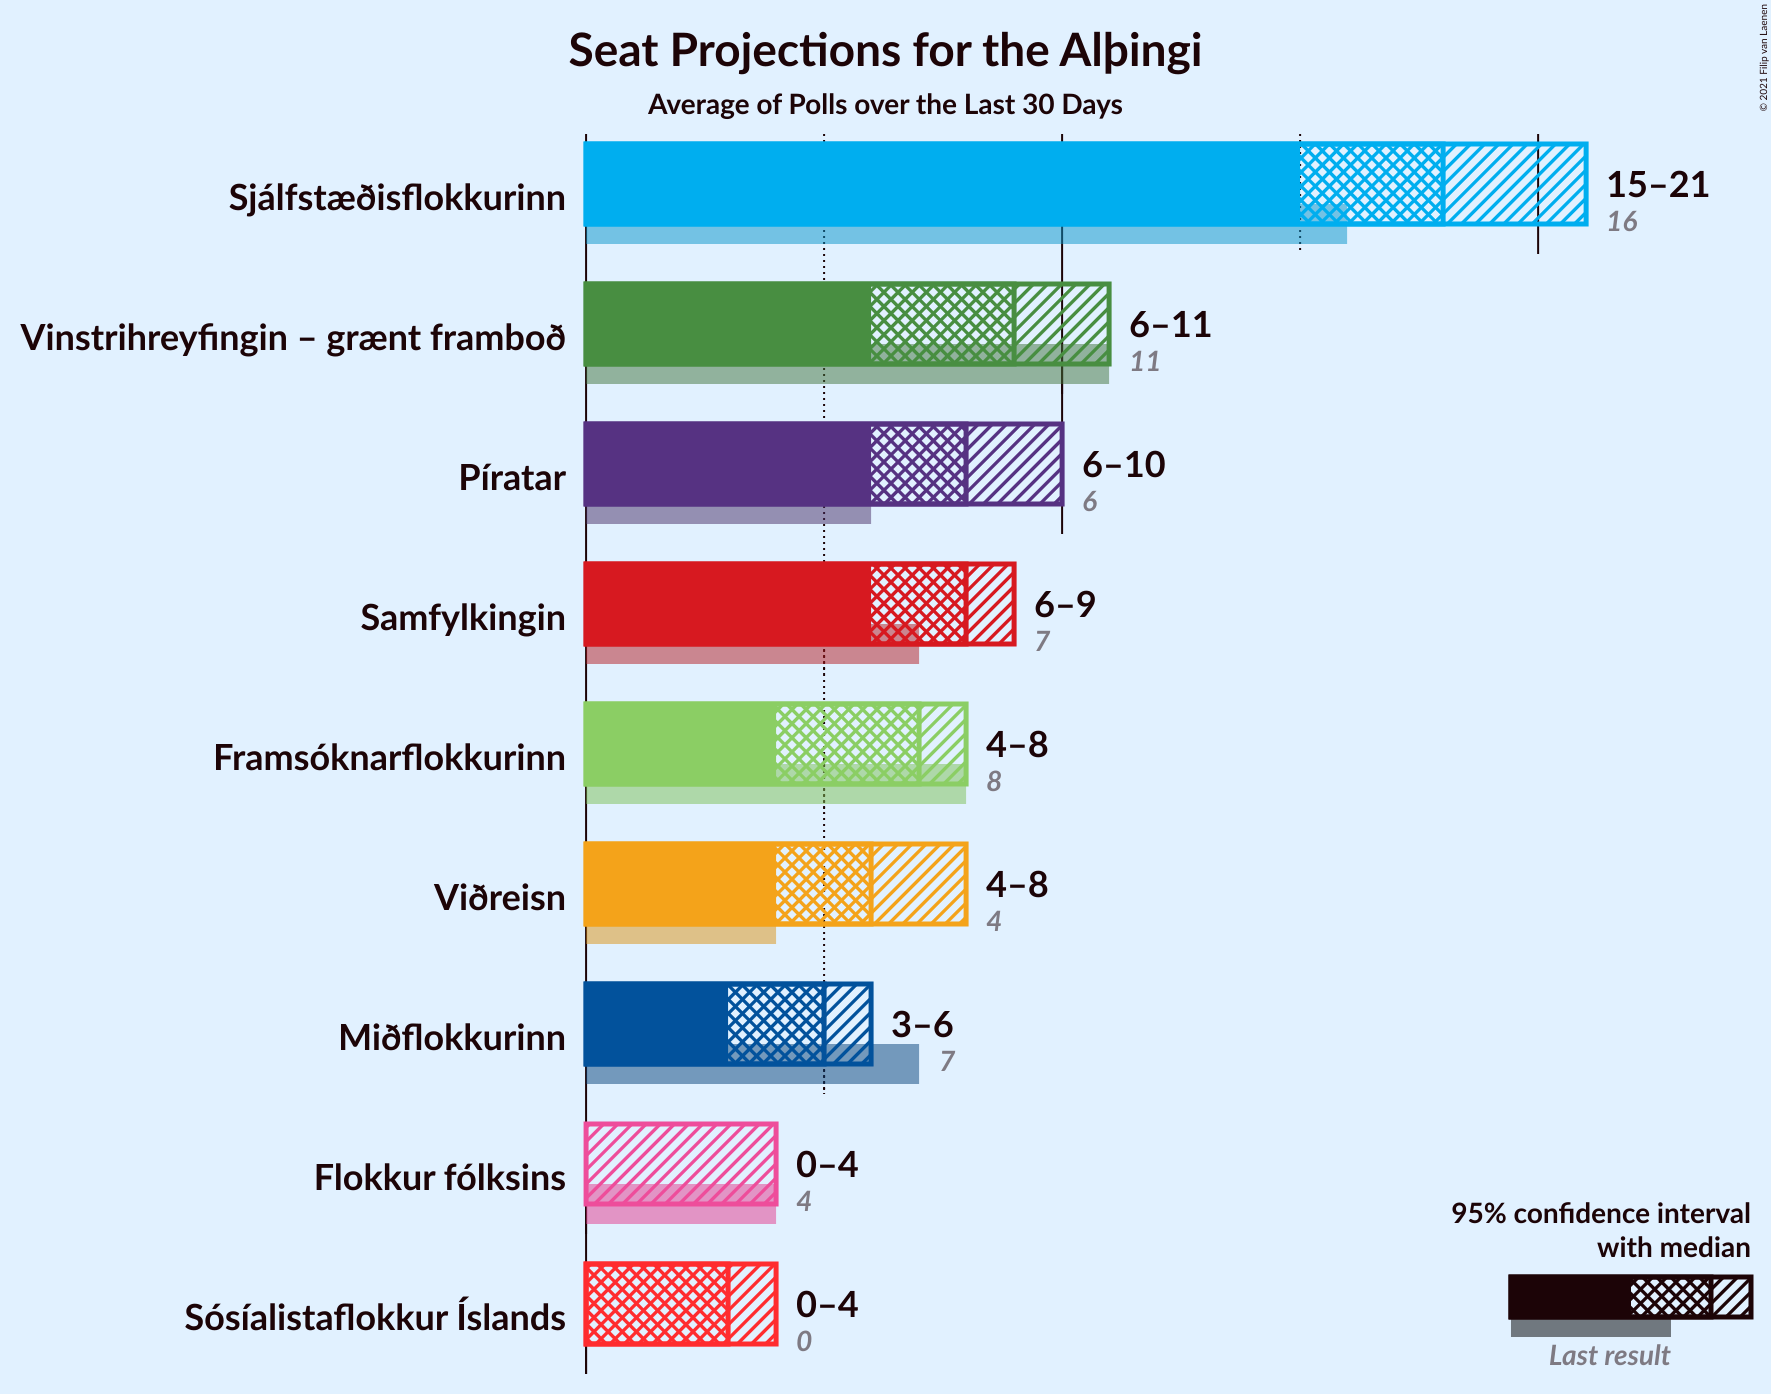 Seat Projections for the Alþingi
Average of Polls over the Last 30 Days
© 2021 Filip van Laenen
Sjálfstæðisflokkurinn
15–21
16
Vinstrihreyfingin – grænt framboð
6–11
11
Píratar
6–10
6
Samfylkingin
6–9
7
Framsóknarflokkurinn
4–8
8
Viðreisn
4–8
4
Miðflokkurinn
3–6
7
Flokkur fólksins
0–4
4
Sósíalistaflokkur Íslands
0–4
0
95% confidence interval
with median
Last result